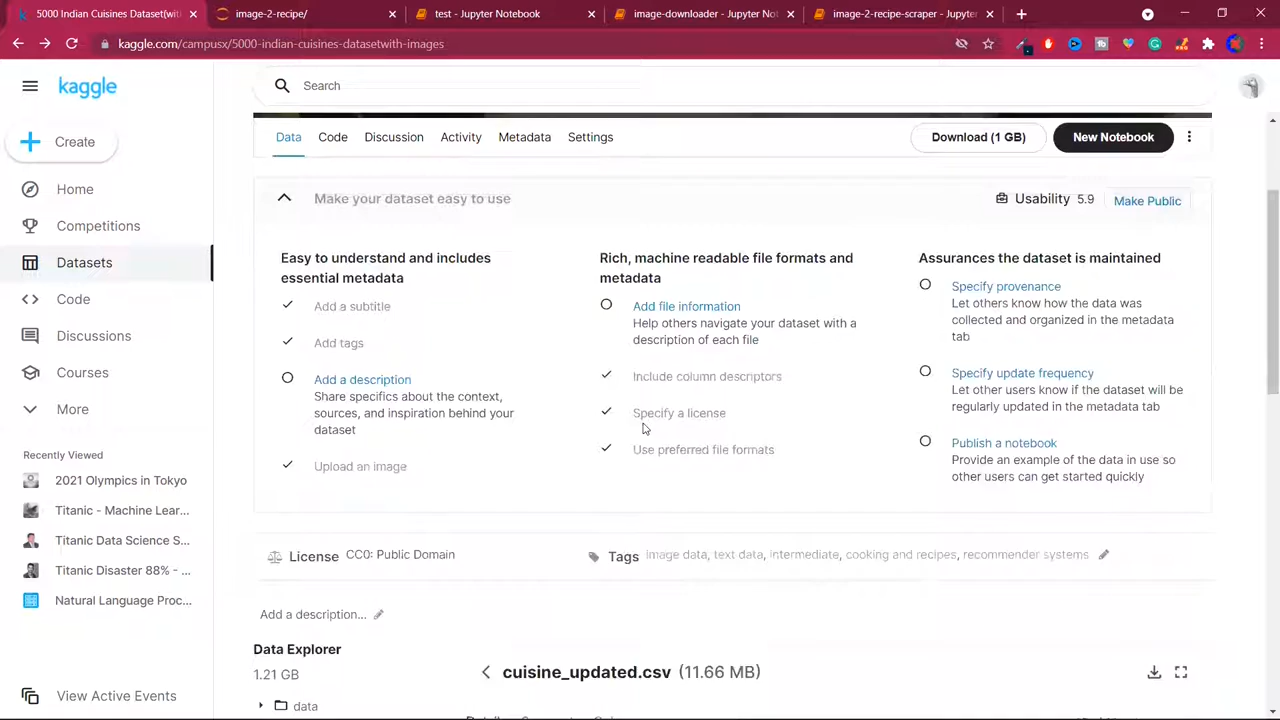 5000 Indian Cuisines Dataset(with
image-2-recipe/
test - Jupyter Notebook
image-downloader - Jupyter Not
image-2-recipe-scraper - Jupyter
kaggle.com/campusx/5000-indian-cuisines-datasetwith-images
kaggle
Search
Create
Home
Competitions
Datasets
Code
Discussions
Courses
More
Recently Viewed
2021 Olympics in Tokyo
Titanic - Machine Lear...
Titanic Data Science S...
Titanic Disaster 88% - ...
Natural Language Proc...
View Active Events
Data Code Discussion Activity Metadata Settings
Download (1 GB) New Notebook
Make your dataset easy to use
Usability 5.9 Make Public
Easy to understand and includes
essential metadata
Add a subtitle
Add tags
Add a description
Share specifics about the context,
sources, and inspiration behind your
dataset
Upload an image
Rich, machine readable file formats and
metadata
Add file information
Help others navigate your dataset with a
description of each file
Include column descriptors
Specify a license
Use preferred file formats
Assurances the dataset is maintained
Specify provenance
Let others know how the data was
collected and organized in the metadata
tab
Specify update frequency
Let other users know if the dataset will be
regularly updated in the metadata tab
Publish a notebook
Provide an example of the data in use so
other users can get started quickly
License CC0: Public Domain
Tags image data, text data, intermediate, cooking and recipes, recommender systems
Add a description...
Data Explorer
1.21 GB
data
cuisine_updated.csv (11.66 MB)